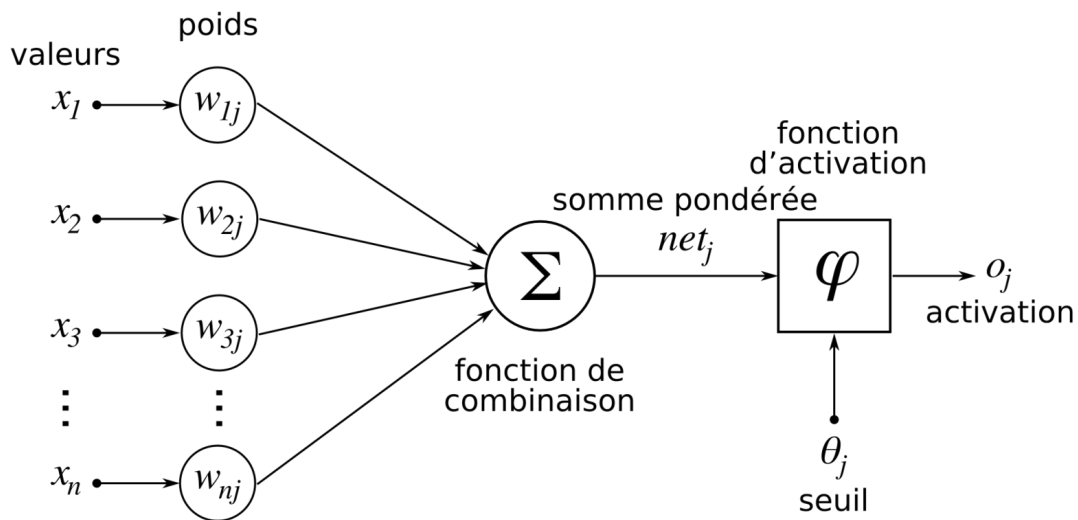 poids
valeurs
x1
w1j
x2
w2j
x3
w3j
⋮ ⋮
xn
wnj
Σ
fonction de
combinaison
somme pondérée
netj
fonction
d'activation
φ
oj
activation
θj
seuil